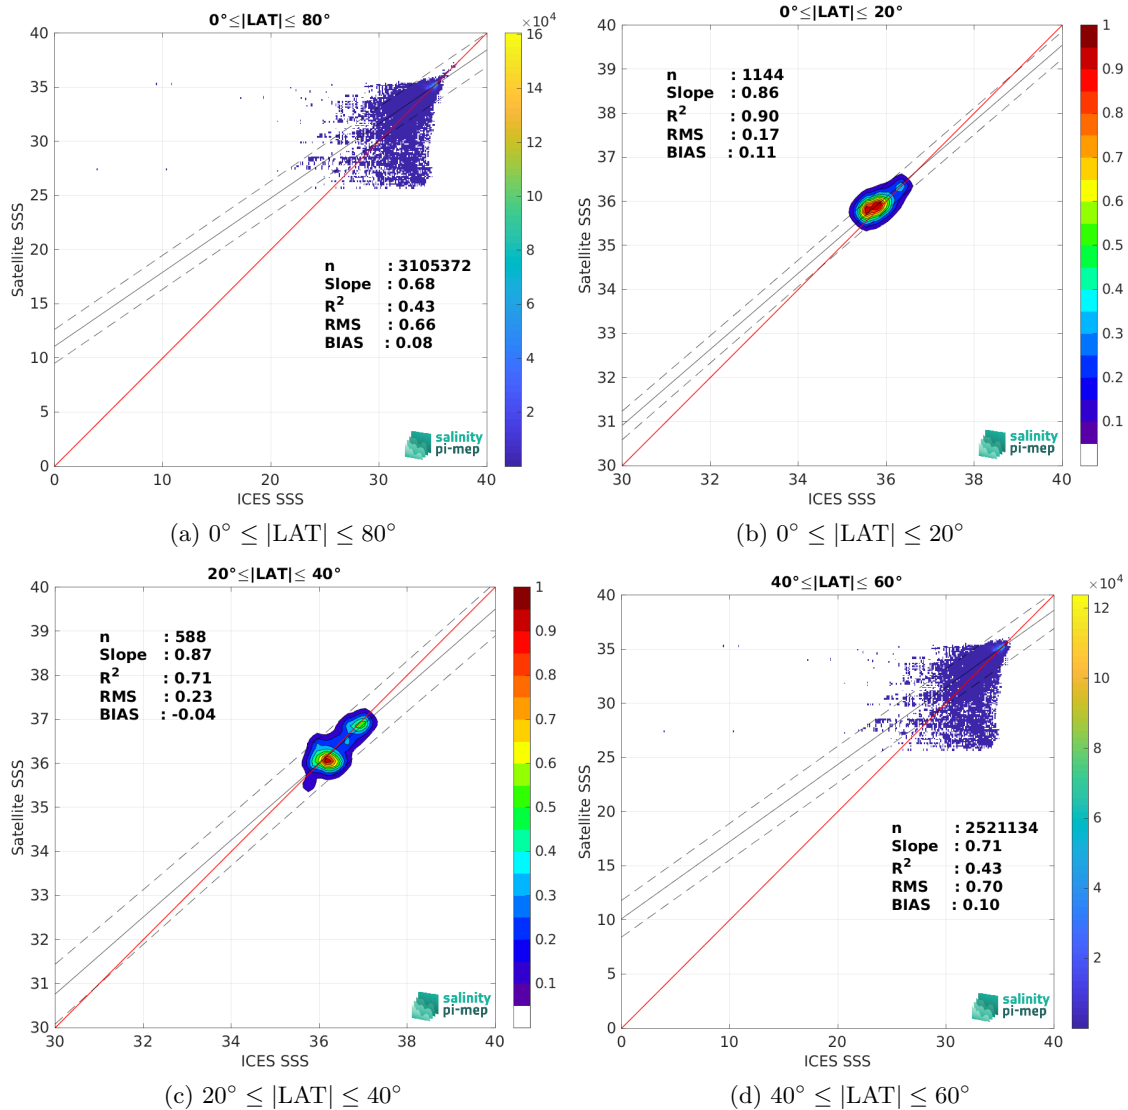 0°≤|LAT|≤ 80°
×10⁴
40
35
30
25
20
15
10
5
0
0
10
20
30
40
Satellite SSS
ICES SSS
n : 3105372
Slope : 0.68
R² : 0.43
RMS : 0.66
BIAS : 0.08
16
14
12
10
8
6
4
2
salinity
pi-mep
(a) 0° ≤ |LAT| ≤ 80°
0°≤|LAT|≤ 20°
40
39
38
37
36
35
34
33
32
31
30
30
32
34
36
38
40
Satellite SSS
ICES SSS
n : 1144
Slope : 0.86
R² : 0.90
RMS : 0.17
BIAS : 0.11
1
0.9
0.8
0.7
0.6
0.5
0.4
0.3
0.2
0.1
salinity
pi-mep
(b) 0° ≤ |LAT| ≤ 20°
20°≤|LAT|≤ 40°
40
39
38
37
36
35
34
33
32
31
30
30
32
34
36
38
40
Satellite SSS
ICES SSS
n : 588
Slope : 0.87
R² : 0.71
RMS : 0.23
BIAS : -0.04
1
0.9
0.8
0.7
0.6
0.5
0.4
0.3
0.2
0.1
salinity
pi-mep
(c) 20° ≤ |LAT| ≤ 40°
40°≤|LAT|≤ 60°
×10⁴
40
35
30
25
20
15
10
5
0
0
10
20
30
40
Satellite SSS
ICES SSS
n : 2521134
Slope : 0.71
R² : 0.43
RMS : 0.70
BIAS : 0.10
12
10
8
6
4
2
salinity
pi-mep
(d) 40° ≤ |LAT| ≤ 60°